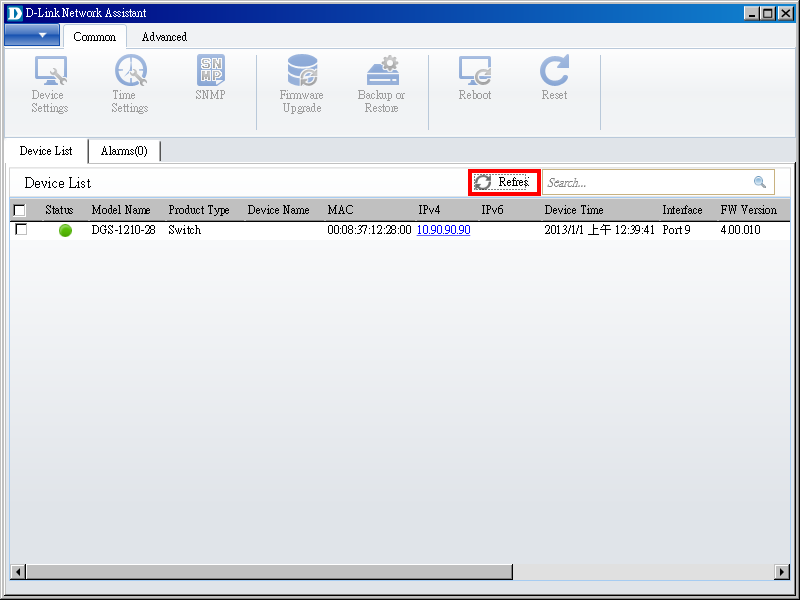 D-Link Network Assistant
Common Advanced
Device Settings
Time Settings
SNMP
SNMP
Firmware Upgrade
Backup or Restore
Reboot
Reset
Device List Alarms(0)
Device List Refres Search...
Status Model Name Product Type Device Name MAC IPv4 IPv6 Device Time Interface FW Version
DGS-1210-28 Switch 00:08:37:12:28:00 10.90.90.90 2013/1/1 上午 12:39:41 Port 9 4.00.010